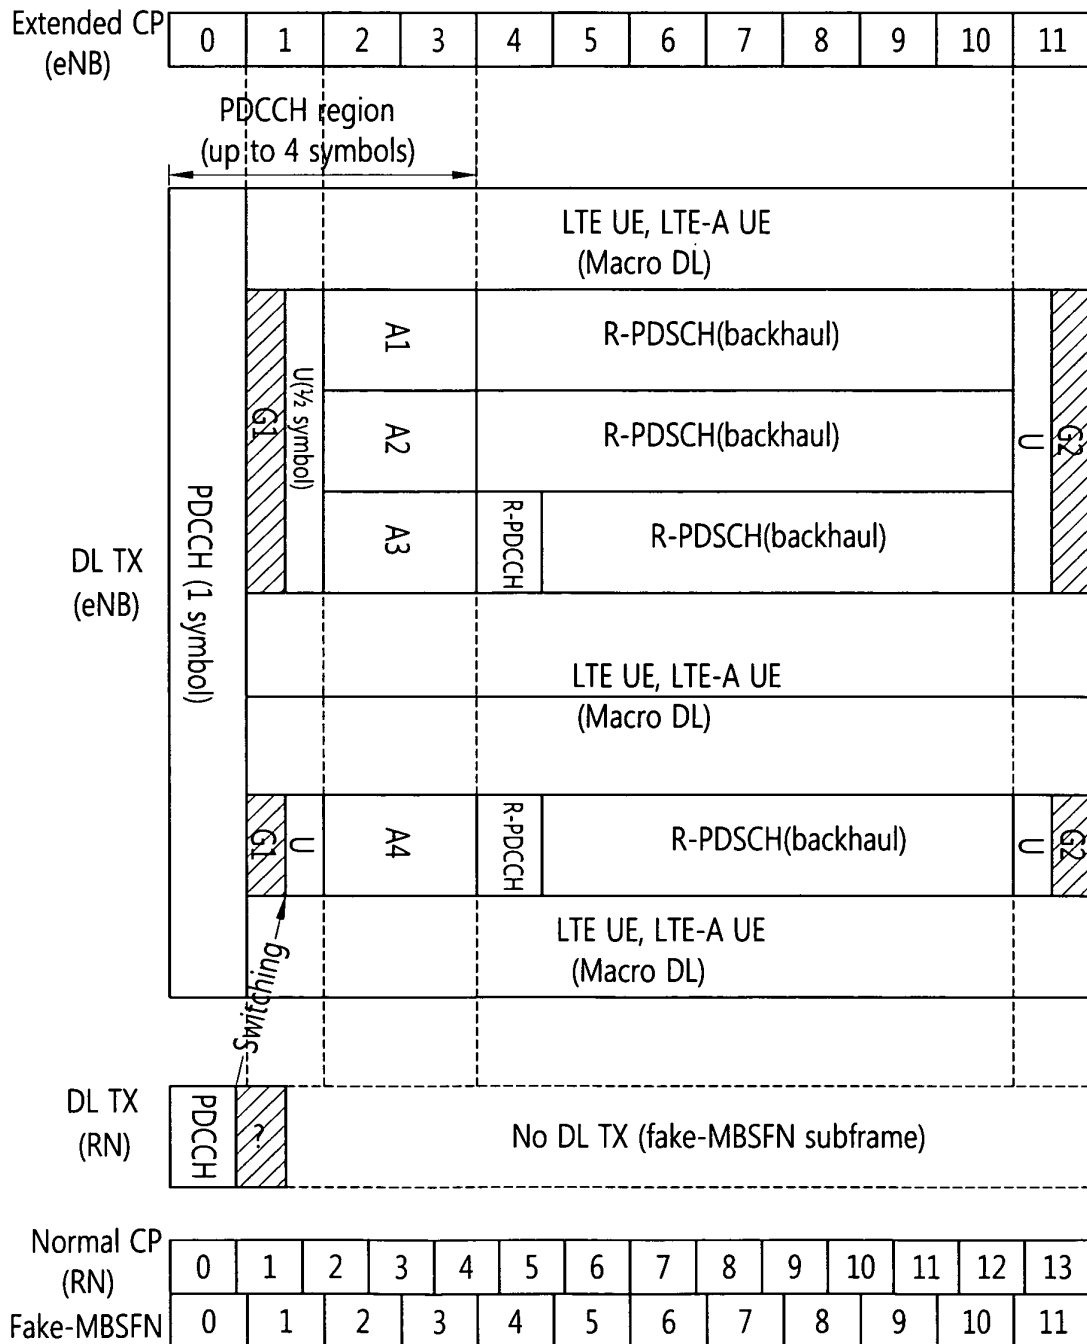 Extended CP 0 1 2 3 4 5 6 7 8 9 10 11
(eNB)
PDCCH region
(up to 4 symbols)
LTE UE, LTE-A UE
(Macro DL)
G1
U(½ symbol)
A1
R-PDSCH(backhaul)
A2
R-PDSCH(backhaul)
U
G2
A3
R-PDCCH
R-PDSCH(backhaul)
DL TX
(eNB)
PDCCH (1 symbol)
LTE UE, LTE-A UE
(Macro DL)
G1
U
A4
R-PDCCH
R-PDSCH(backhaul)
U
G2
LTE UE, LTE-A UE
(Macro DL)
Switching
DL TX
(RN)
PDCCH
?
No DL TX (fake-MBSFN subframe)
Normal CP
(RN)
0 1 2 3 4 5 6 7 8 9 10 11 12 13
Fake-MBSFN 0 1 2 3 4 5 6 7 8 9 10 11